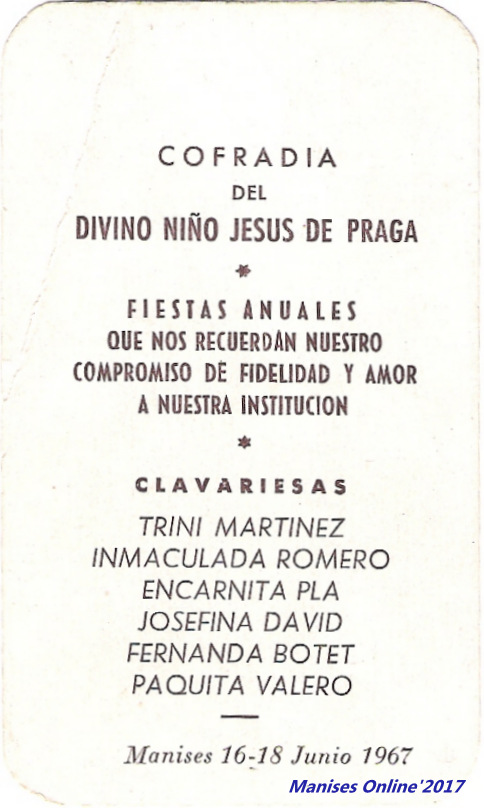 COFRADIA
DEL
DIVINO NIÑO JESUS DE PRAGA
*
FIESTAS ANUALES
QUE NOS RECUERDAN NUESTRO
COMPROMISO DE FIDELIDAD Y AMOR
A NUESTRA INSTITUCION
*
CLAVARIESAS
TRINI MARTINEZ
INMACULADA ROMERO
ENCARNITA PLA
JOSEFINA DAVID
FERNANDA BOTET
PAQUITA VALERO
Manises 16-18 Junio 1967
Manises Online'2017